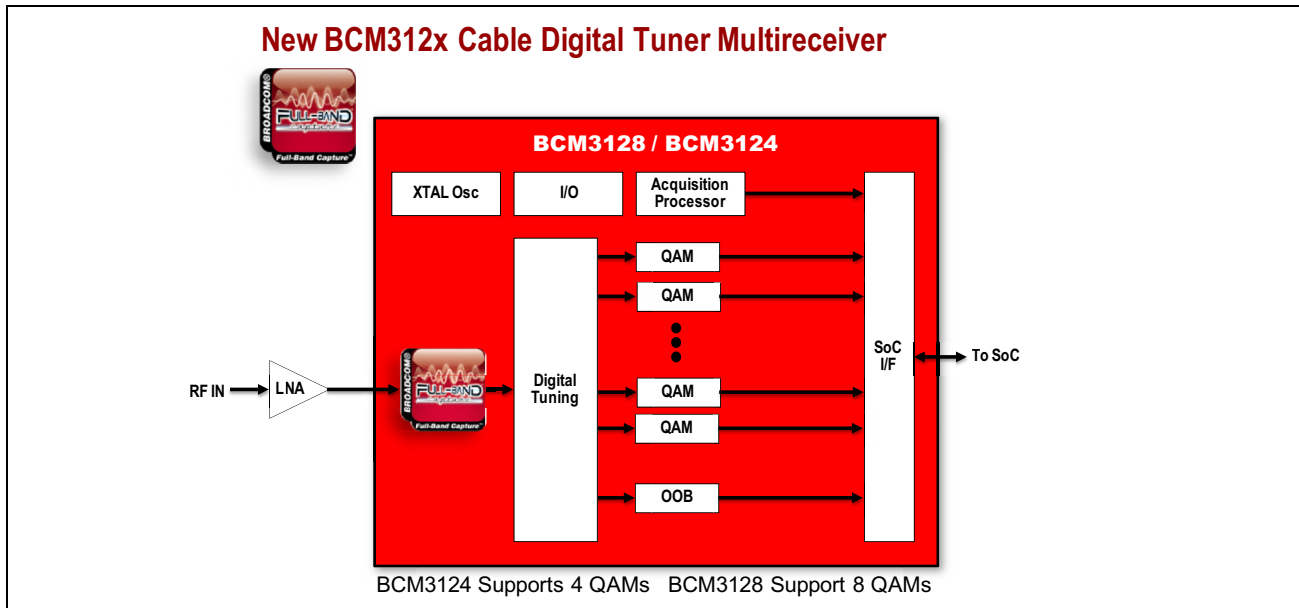 New BCM312x Cable Digital Tuner Multireceiver
BROADCOM®
FULL-BAND
Capture
Full-Band Capture™
BCM3128 / BCM3124
XTAL Osc
I/O
Acquisition
Processor
QAM
QAM
RF IN
LNA
BROADCOM®
FULL-BAND
Capture
Full-Band Capture™
Digital
Tuning
QAM
QAM
OOB
SoC
I/F
To SoC
BCM3124 Supports 4 QAMs BCM3128 Support 8 QAMs